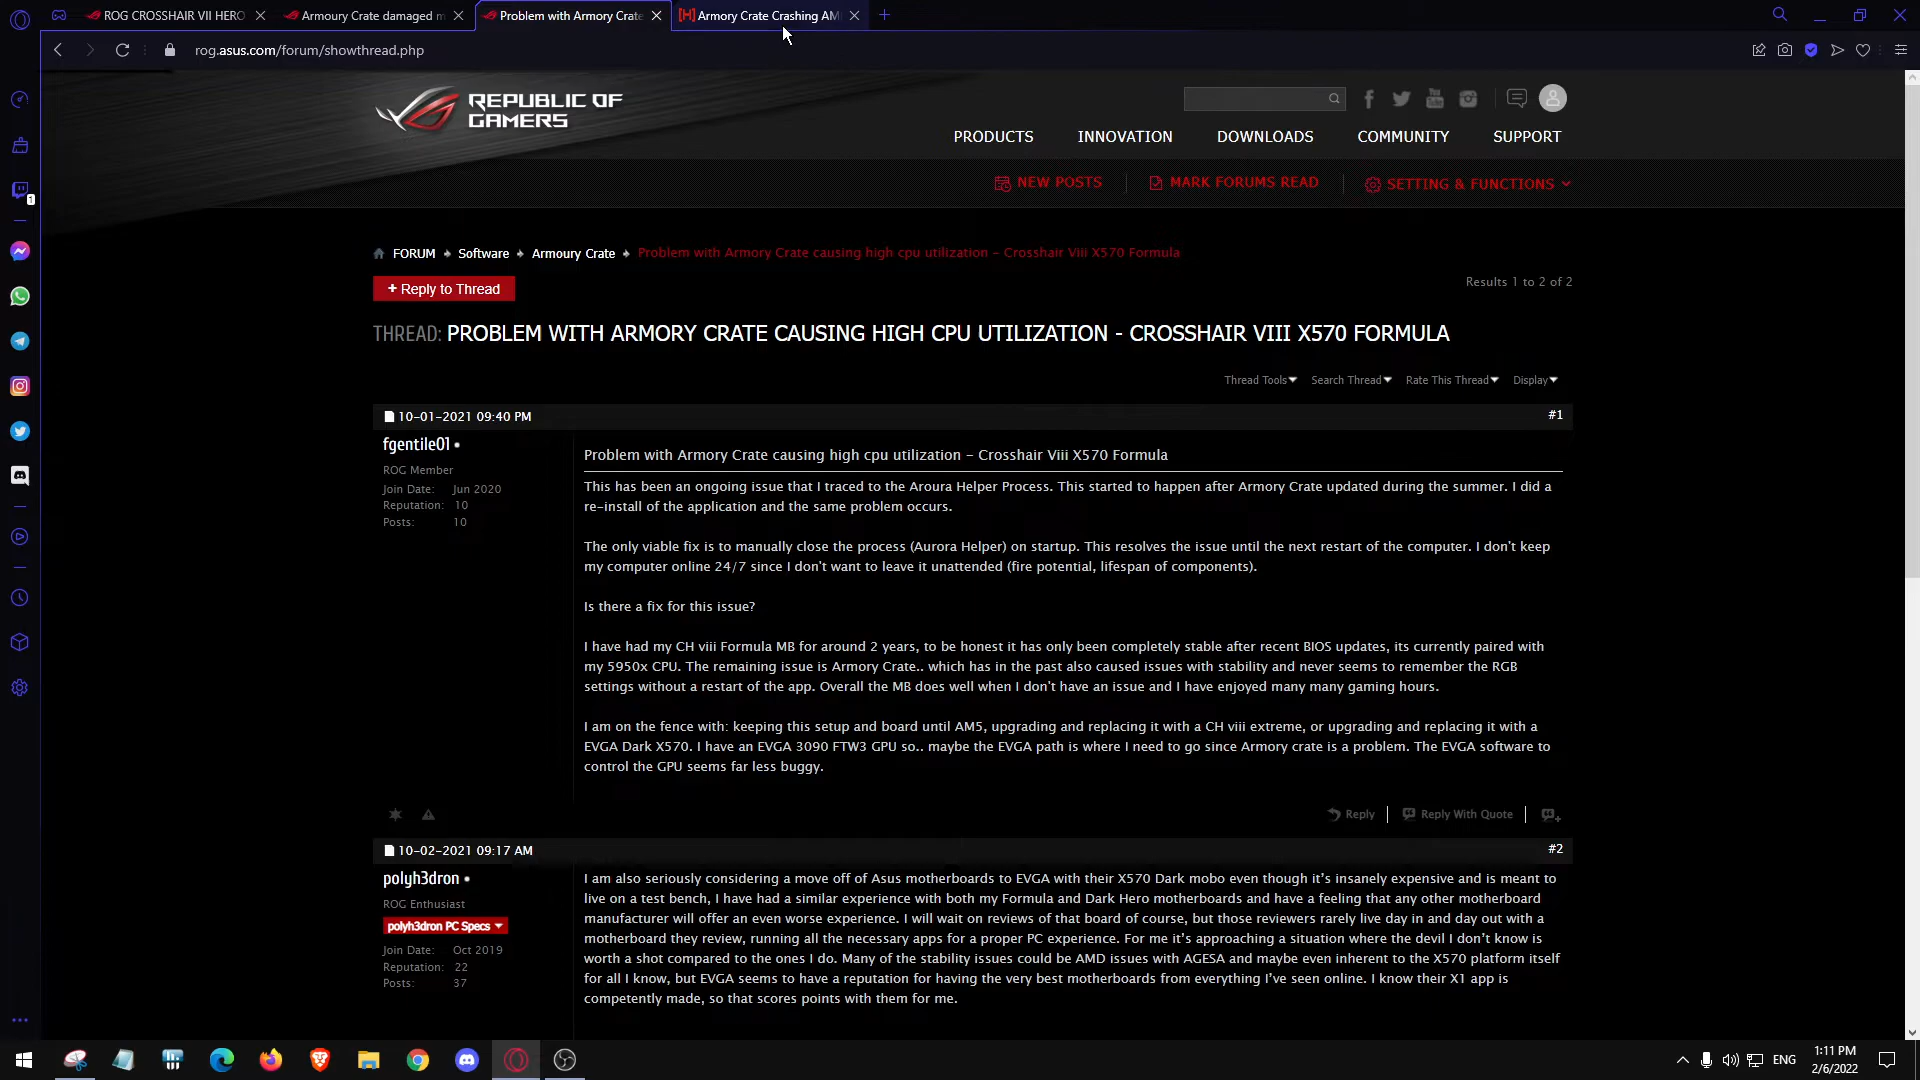 ROG CROSSHAIR VII HERO
Armoury Crate damaged m
Problem with Armory Crate
[H] Armory Crate Crashing AM
rog.asus.com/forum/showthread.php
REPUBLIC OF
GAMERS
PRODUCTS INNOVATION DOWNLOADS COMMUNITY SUPPORT
NEW POSTS MARK FORUMS READ SETTING & FUNCTIONS
1
FORUM Software Armoury Crate Problem with Armory Crate causing high cpu utilization - Crosshair Viii X570 Formula
+ Reply to Thread
Results 1 to 2 of 2
THREAD: PROBLEM WITH ARMORY CRATE CAUSING HIGH CPU UTILIZATION - CROSSHAIR VIII X570 FORMULA
Thread Tools Search Thread Rate This Thread Display
10-01-2021 09:40 PM #1
fgentile01
ROG Member
Join Date: Jun 2020
Reputation: 10
Posts: 10
Problem with Armory Crate causing high cpu utilization - Crosshair Viii X570 Formula
This has been an ongoing issue that I traced to the Aroura Helper Process. This started to happen after Armory Crate updated during the summer. I did a
re-install of the application and the same problem occurs.
The only viable fix is to manually close the process (Aurora Helper) on startup. This resolves the issue until the next restart of the computer. I don't keep
my computer online 24/7 since I don't want to leave it unattended (fire potential, lifespan of components).
Is there a fix for this issue?
I have had my CH viii Formula MB for around 2 years, to be honest it has only been completely stable after recent BIOS updates, its currently paired with
my 5950x CPU. The remaining issue is Armory Crate.. which has in the past also caused issues with stability and never seems to remember the RGB
settings without a restart of the app. Overall the MB does well when I don't have an issue and I have enjoyed many many gaming hours.
I am on the fence with: keeping this setup and board until AM5, upgrading and replacing it with a CH viii extreme, or upgrading and replacing it with a
EVGA Dark X570. I have an EVGA 3090 FTW3 GPU so.. maybe the EVGA path is where I need to go since Armory crate is a problem. The EVGA software to
control the GPU seems far less buggy.
Reply Reply With Quote
10-02-2021 09:17 AM #2
polyh3dron
ROG Enthusiast
polyh3dron PC Specs
Join Date: Oct 2019
Reputation: 22
Posts: 37
I am also seriously considering a move off of Asus motherboards to EVGA with their X570 Dark mobo even though it's insanely expensive and is meant to
live on a test bench, I have had a similar experience with both my Formula and Dark Hero motherboards and have a feeling that any other motherboard
manufacturer will offer an even worse experience. I will wait on reviews of that board of course, but those reviewers rarely live day in and day out with a
motherboard they review, running all the necessary apps for a proper PC experience. For me it's approaching a situation where the devil I don't know is
worth a shot compared to the ones I do. Many of the stability issues could be AMD issues with AGESA and maybe even inherent to the X570 platform itself
for all I know, but EVGA seems to have a reputation for having the very best motherboards from everything I've seen online. I know their X1 app is
competently made, so that scores points with them for me.
ENG
1:11 PM
2/6/2022